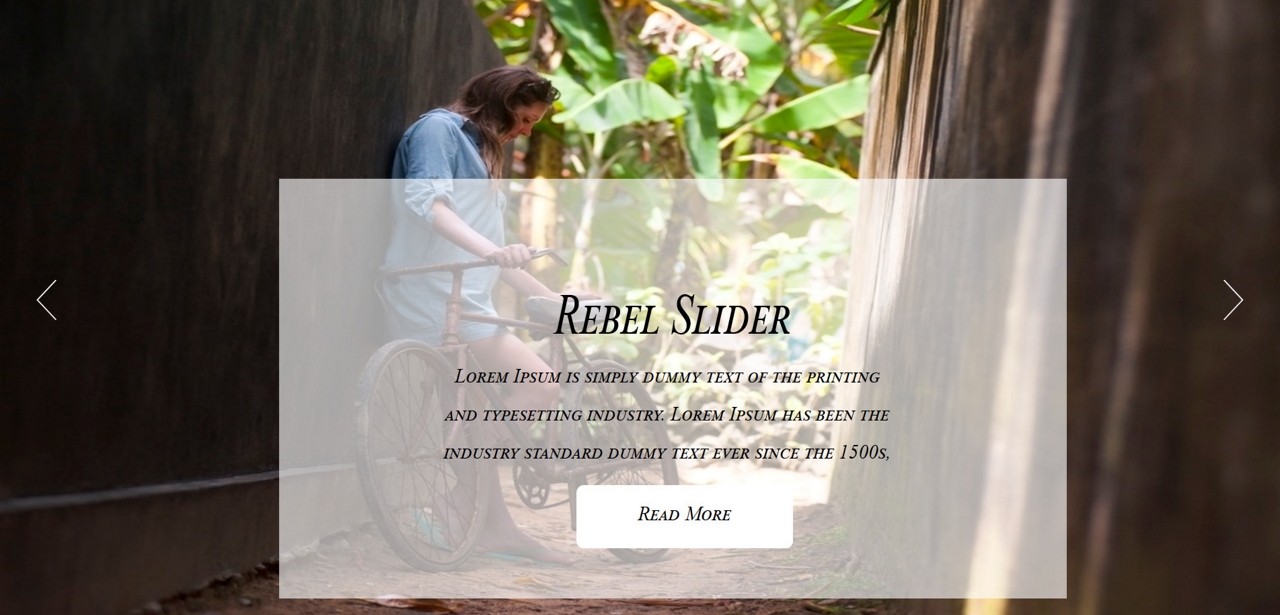 Rebel Slider
Lorem Ipsum is simply dummy text of the printing
and typesetting industry. Lorem Ipsum has been the
industry standard dummy text ever since the 1500s,
Read More